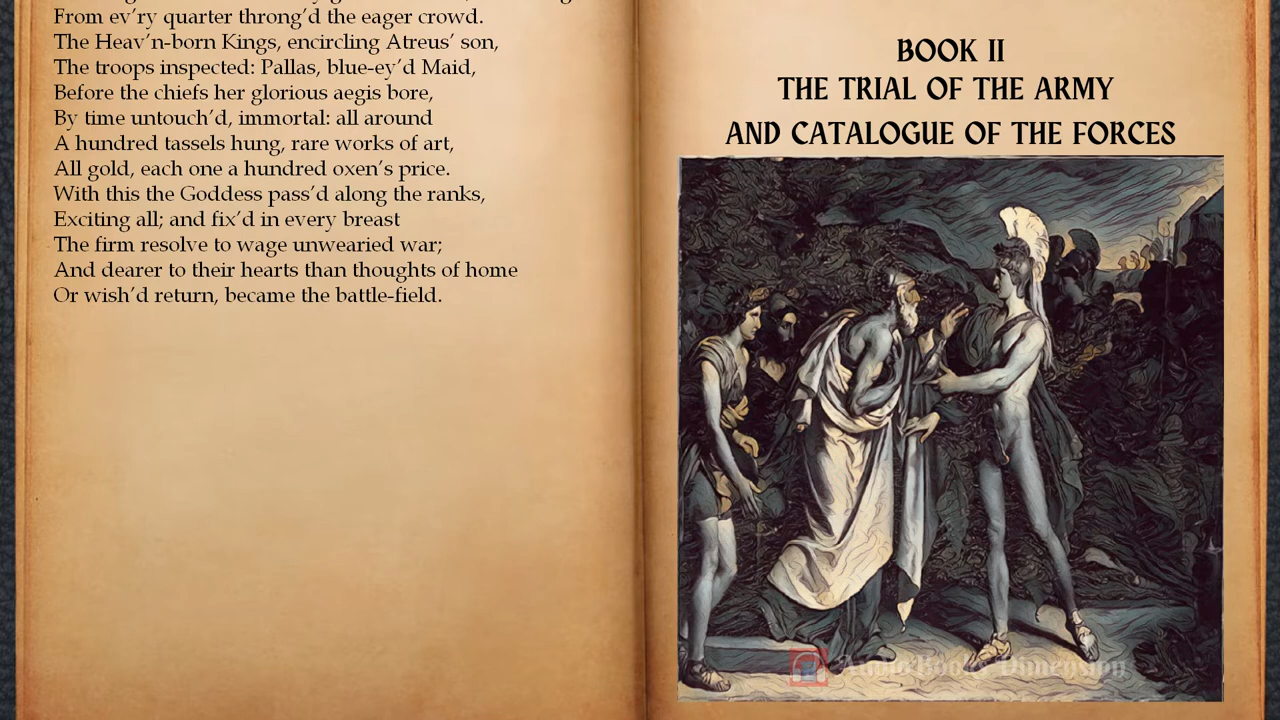 From ev’ry quarter throng’d the eager crowd.
The Heav’n-born Kings, encircling Atreus’ son,
The troops inspected: Pallas, blue-ey’d Maid,
Before the chiefs her glorious aegis bore,
By time untouch’d, immortal: all around
A hundred tassels hung, rare works of art,
All gold, each one a hundred oxen’s price.
With this the Goddess pass’d along the ranks,
Exciting all; and fix’d in every breast
The firm resolve to wage unwearied war;
And dearer to their hearts than thoughts of home
Or wish’d return, became the battle-field.
BOOK II
THE TRIAL OF THE ARMY
AND CATALOGUE OF THE FORCES
AudioBooks Dimension